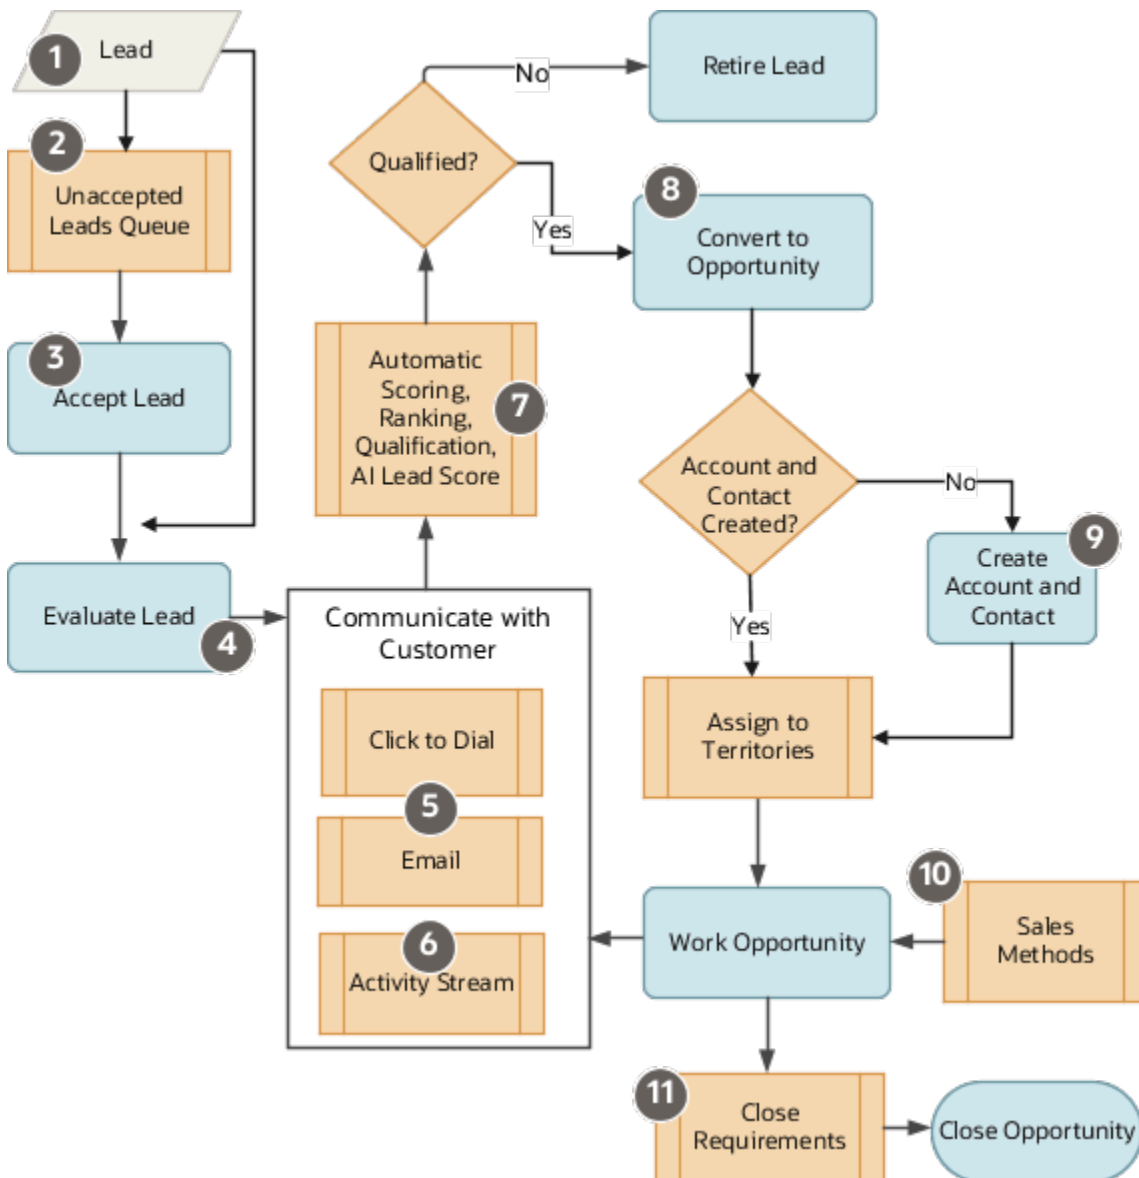 1
Lead
2
Unaccepted
Leads Queue
3
Accept Lead
Evaluate Lead
4
Communicate with
Customer
Click to Dial
5
Email
6
Activity Stream
Automatic
Scoring,
Ranking,
Qualification,
AI Lead Score
7
Qualified?
No
Retire Lead
Yes
8
Convert to
Opportunity
Account and
Contact
Created?
No
9
Create
Account and
Contact
Yes
Assign to
Territories
Work Opportunity
10
Sales
Methods
11
Close
Requirements
Close Opportunity